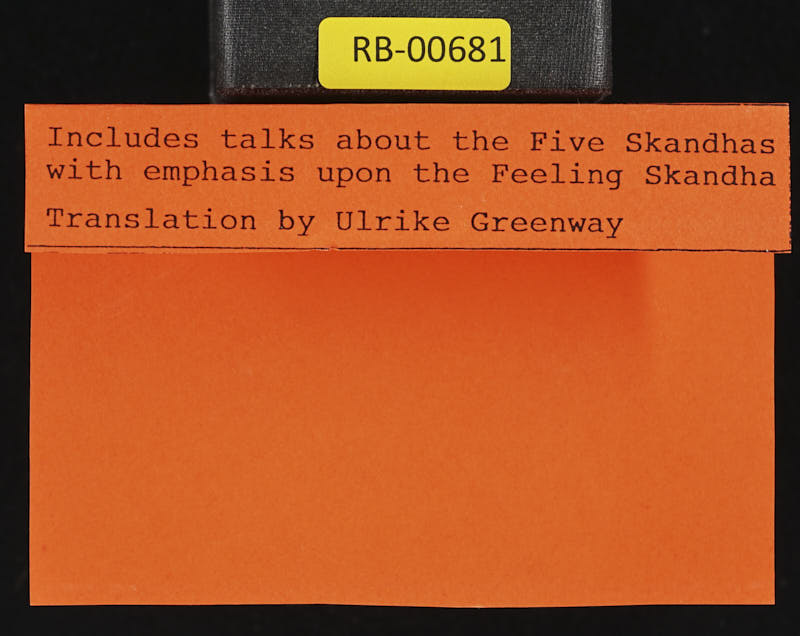 RB-00681
Includes talks about the Five Skandhas
with emphasis upon the Feeling Skandha
Translation by Ulrike Greenway